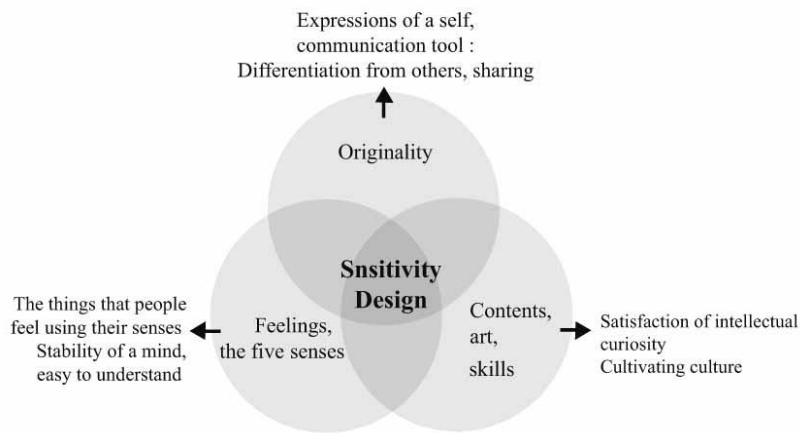 Expressions of a self,
communication tool :
Differentiation from others, sharing
Originality
Snsitivity
Design
The things that people
feel using their senses
Stability of a mind,
easy to understand
Feelings,
the five senses
Contents,
art,
skills
Satisfaction of intellectual
curiosity
Cultivating culture